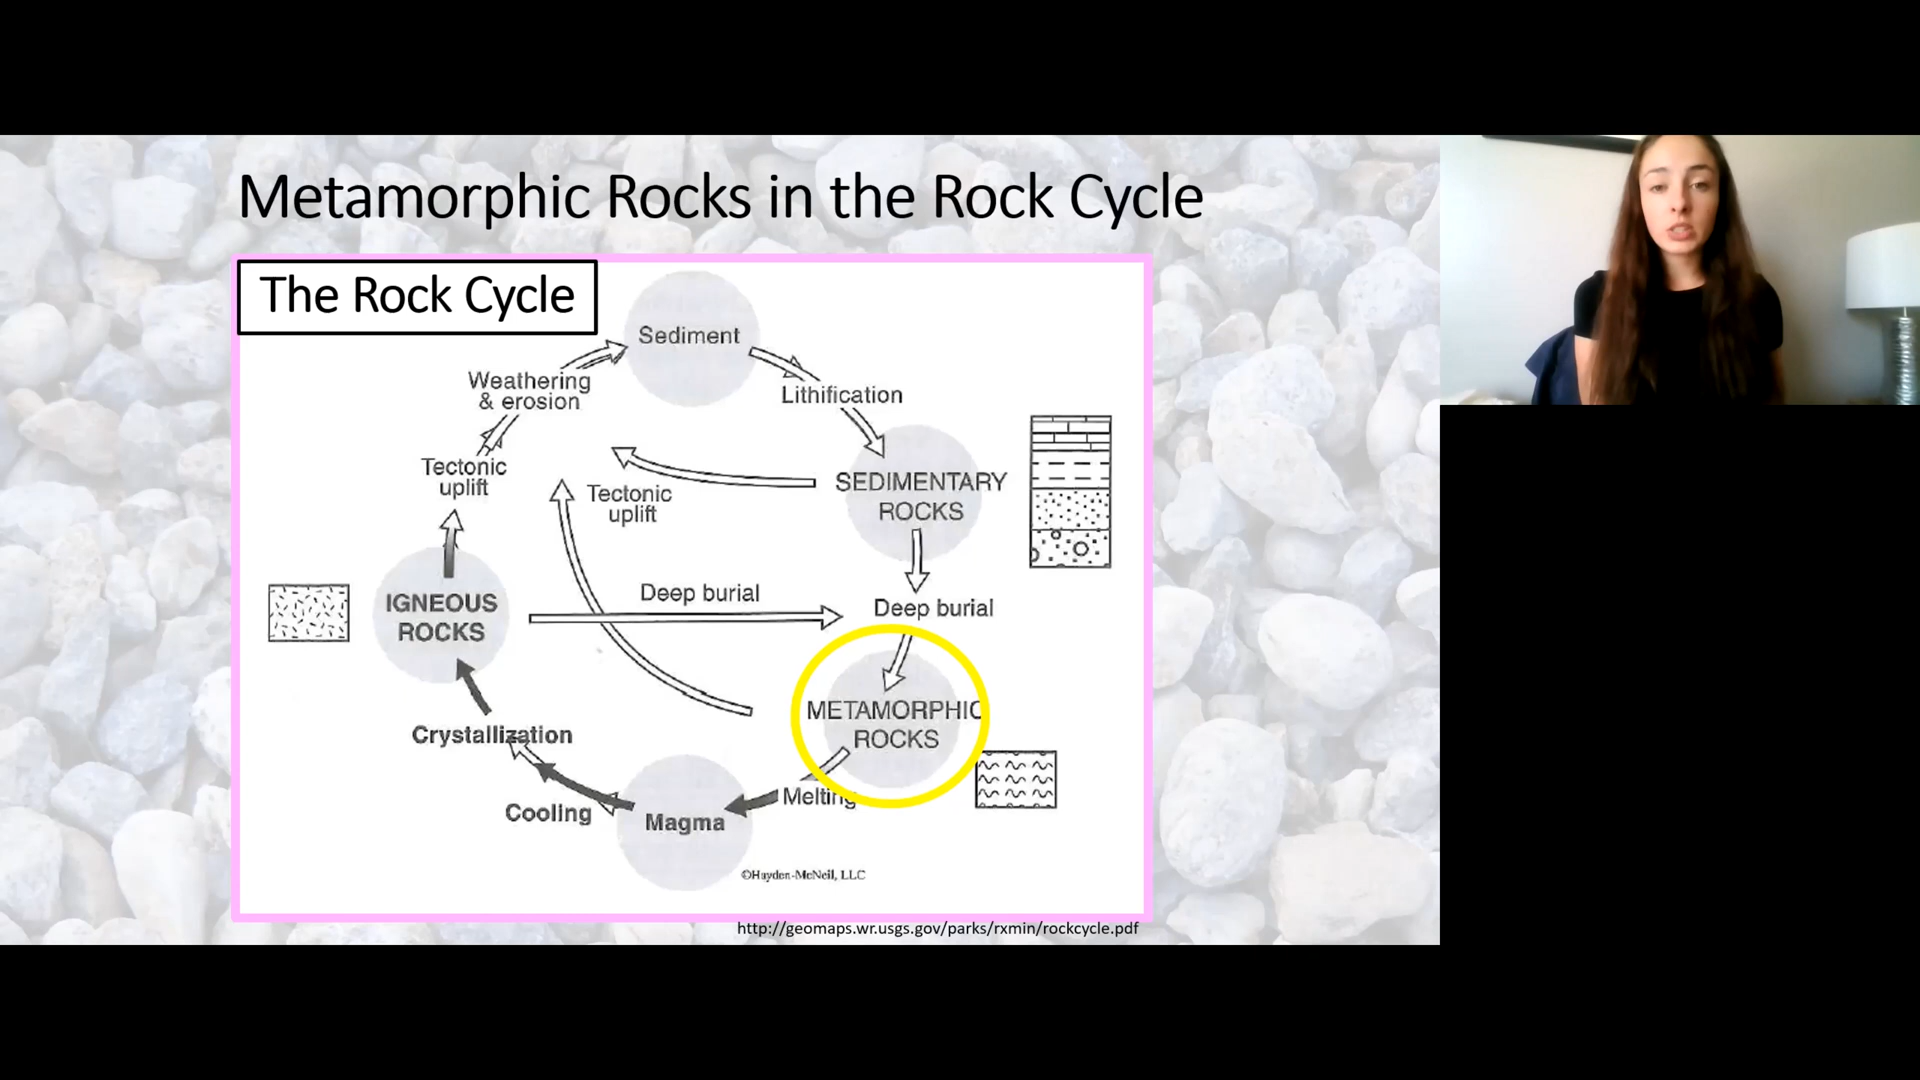 Metamorphic Rocks in the Rock Cycle
The Rock Cycle
Sediment
Weathering
& erosion
Lithification
Tectonic
uplift
SEDIMENTARY
ROCKS
Tectonic
uplift
Deep burial
Deep burial
IGNEOUS
ROCKS
METAMORPHIC
ROCKS
Crystallization
Melting
Cooling
Magma
©Hayden-McNeil, LLC
http://geomaps.wr.usgs.gov/parks/rxmin/rockcycle.pdf